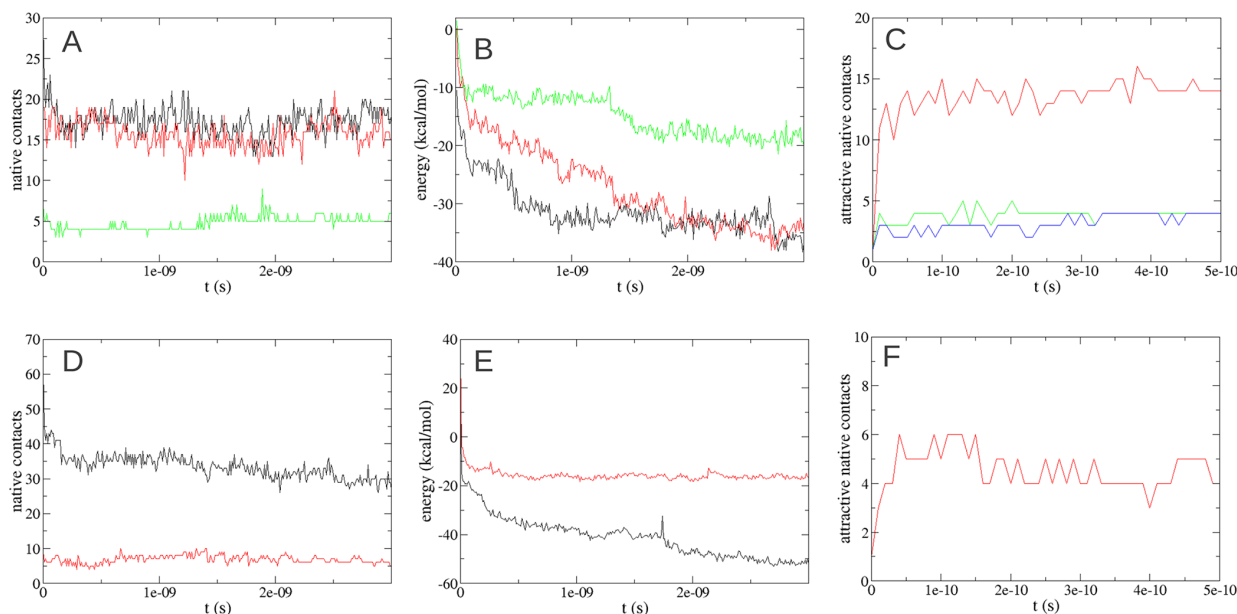 A
native contacts
30
25
20
15
10
5
0
0
1e-09
2e-09
t (s)
B
energy (kcal/mol)
0
-10
-20
-30
-40
0
1e-09
2e-09
t (s)
C
attractive native contacts
20
15
10
5
0
0
1e-10
2e-10
3e-10
4e-10
5e-10
t (s)
D
native contacts
70
60
50
40
30
20
10
0
0
1e-09
2e-09
t (s)
E
energy (kcal/mol)
40
20
0
-20
-40
-60
0
1e-09
2e-09
t (s)
F
attractive native contacts
10
8
6
4
2
0
0
1e-10
2e-10
3e-10
4e-10
5e-10
t (s)